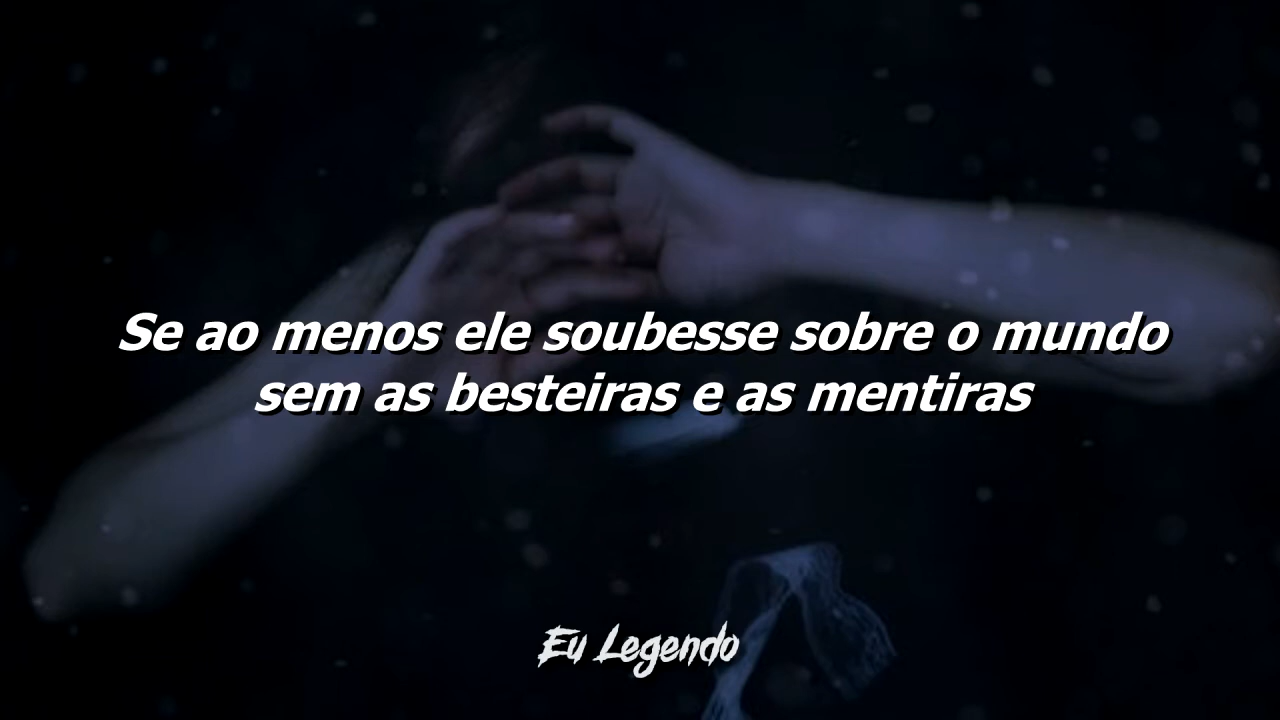 Se ao menos ele soubesse sobre o mundo
sem as besteiras e as mentiras
Eu Legendo